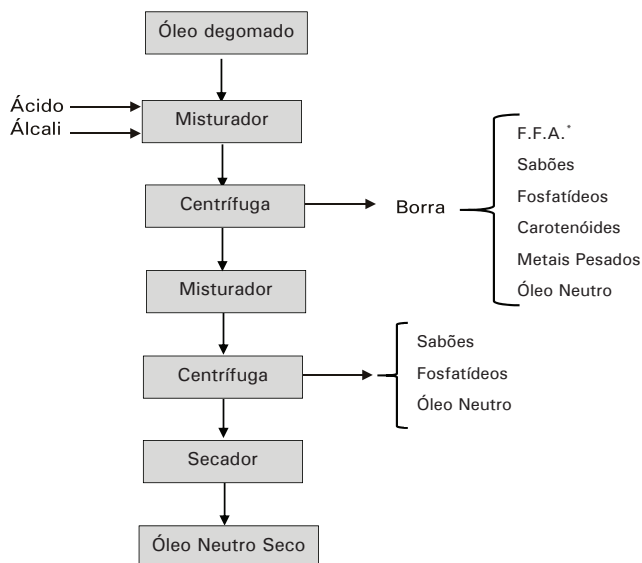 Óleo degomado
Ácido
Álcali
Misturador
Centrífuga
Borra
F.F.A.*
Sabões
Fosfatídeos
Carotenóides
Metais Pesados
Óleo Neutro
Misturador
Centrífuga
Sabões
Fosfatídeos
Óleo Neutro
Secador
Óleo Neutro Seco